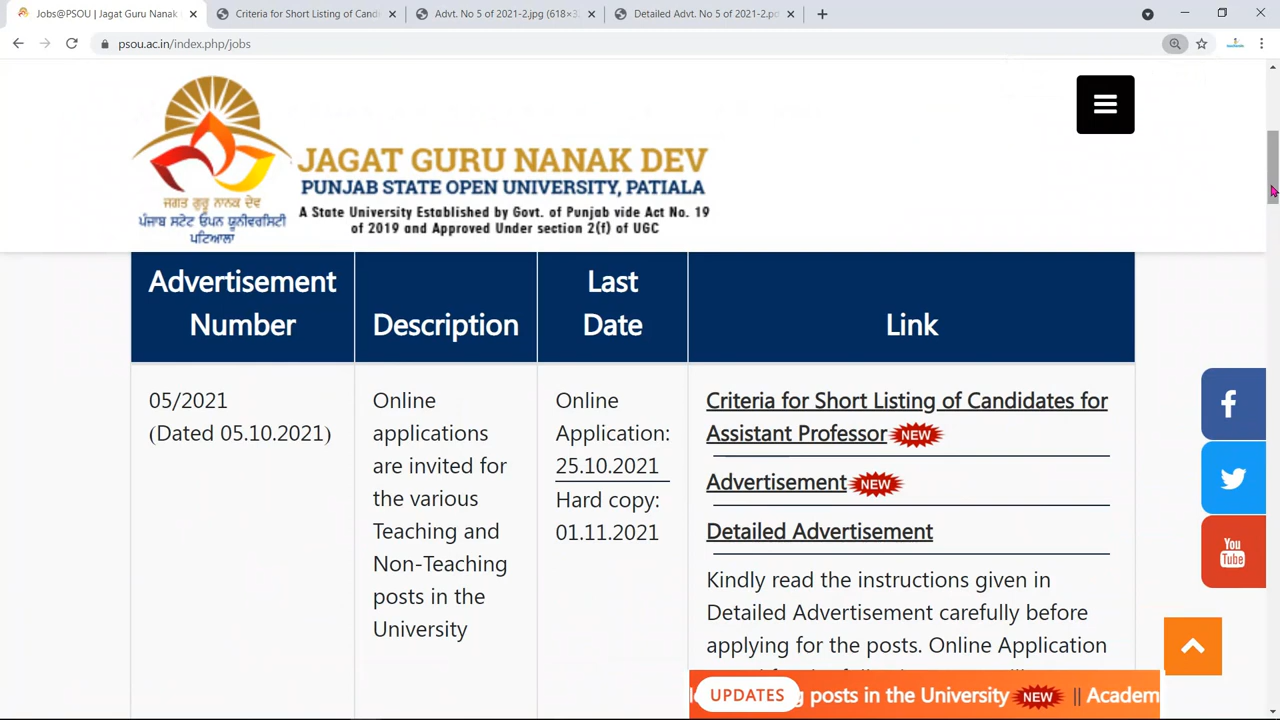 Jobs@PSOU | Jagat Guru Nanak
Criteria for Short Listing of Cand
Advt. No 5 of 2021-2.jpg (618×3
Detailed Advt. No 5 of 2021-2.p
psou.ac.in/index.php/jobs
ਜਗਤ ਗੁਰੂ ਨਾਨਕ ਦੇਵ
ਪੰਜਾਬ ਸਟੇਟ ਓਪਨ ਯੂਨੀਵਰਸਿਟੀ
ਪਟਿਆਲਾ
JAGAT GURU NANAK DEV
PUNJAB STATE OPEN UNIVERSITY, PATIALA
A State University Established by Govt. of Punjab vide Act No. 19
of 2019 and Approved Under section 2(f) of UGC
Advertisement Number
Description
Last Date
Link
05/2021
(Dated 05.10.2021)
Online
applications
are invited for
the various
Teaching and
Non-Teaching
posts in the
University
Online
Application:
25.10.2021
Hard copy:
01.11.2021
Criteria for Short Listing of Candidates for
Assistant Professor NEW
Advertisement NEW
Detailed Advertisement
Kindly read the instructions given in
Detailed Advertisement carefully before
applying for the posts. Online Application
You
Tube
UPDATES posts in the University NEW || Academ